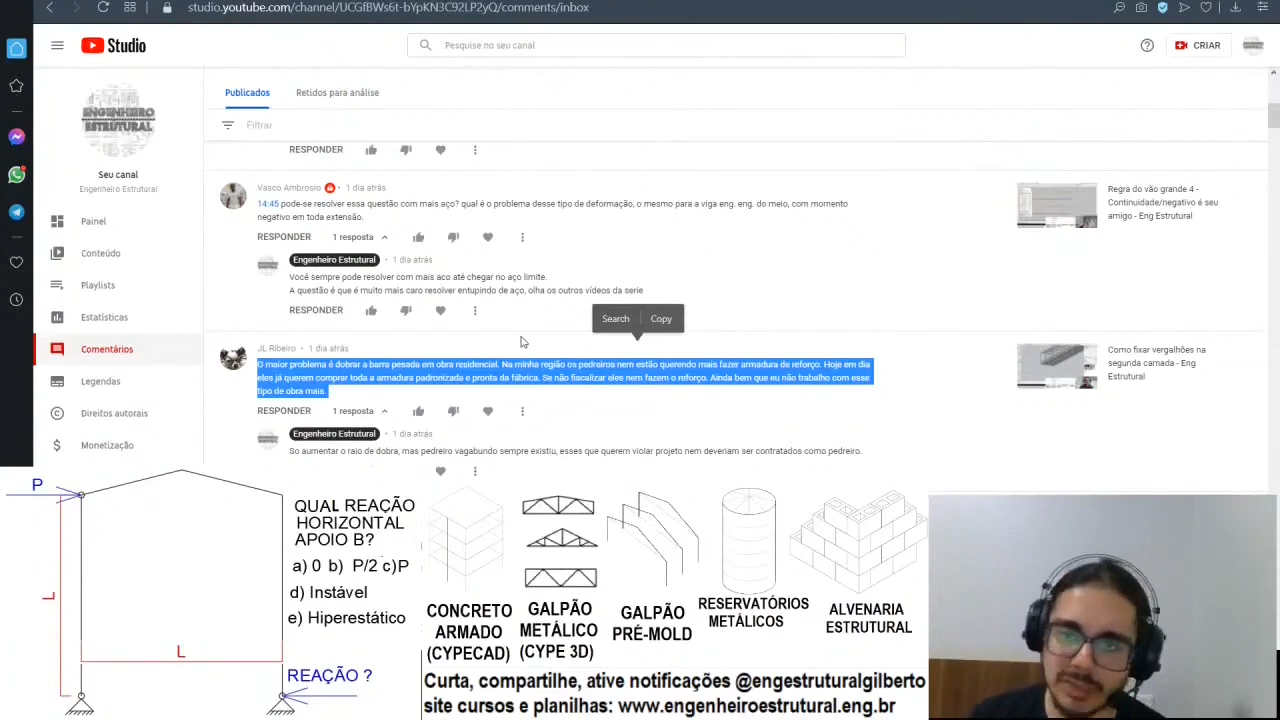 studio.youtube.com/channel/UCGfBWs6t-bYpKN3C92LP2yQ/comments/inbox
Studio
Pesquise no seu canal
CRIAR
ENGENHEIRO
ESTRUTURAL
Seu canal
Engenheiro Estrutural
Painel
Conteúdo
Playlists
Estatísticas
Comentários
Legendas
Direitos autorais
Monetização
Publicados
Retidos para análise
Filtrar
RESPONDER
Vasco Ambrosio • 1 dia atrás
14:45 pode-se resolver essa questão com mais aço? qual é o problema desse tipo de deformação, o mesmo para a viga eng. eng. do meio, com momento
negativo em toda extensão.
RESPONDER 1 resposta
Engenheiro Estrutural • 1 dia atrás
Você sempre pode resolver com mais aco até chegar no aço limite.
A questão é que é muito mais caro resolver entupindo de aço, olha os outros vídeos da serie
RESPONDER
Regra do vão grande 4 -
Continuidade/negativo é seu
amigo - Eng Estrutural
Search Copy
JL Ribeiro • 1 dia atrás
O maior problema é dobrar a barra pesada em obra residencial. Na minha região os pedreiros nem estão querendo mais fazer armadura de reforço. Hoje em dia
eles já querem comprar toda a armadura padronizada e pronta da fábrica. Se não fiscalizar eles nem fazem o reforço. Ainda bem que eu não trabalho com esse
tipo de obra mais.
RESPONDER 1 resposta
Engenheiro Estrutural • 1 dia atrás
So aumentar o raio de dobra, mas pedreiro vagabundo sempre existiu, esses que querem violar projeto nem deveriam ser contratados como pedreiro.
Como fixar vergalhões na
segunda camada - Eng
Estrutural
P
L
L
QUAL REAÇÃO
HORIZONTAL
APOIO B?
a) 0 b) P/2 c)P
d) Instável
e) Hiperestático
REAÇÃO ?
CONCRETO
ARMADO
(CYPECAD)
GALPÃO
METÁLICO
(CYPE 3D)
GALPÃO
PRÉ-MOLD
RESERVATÓRIOS
METÁLICOS
ALVENARIA
ESTRUTURAL
Curta, compartilhe, ative notificações @engestruturalgilberto
site cursos e planilhas: www.engenheiroestrutural.eng.br